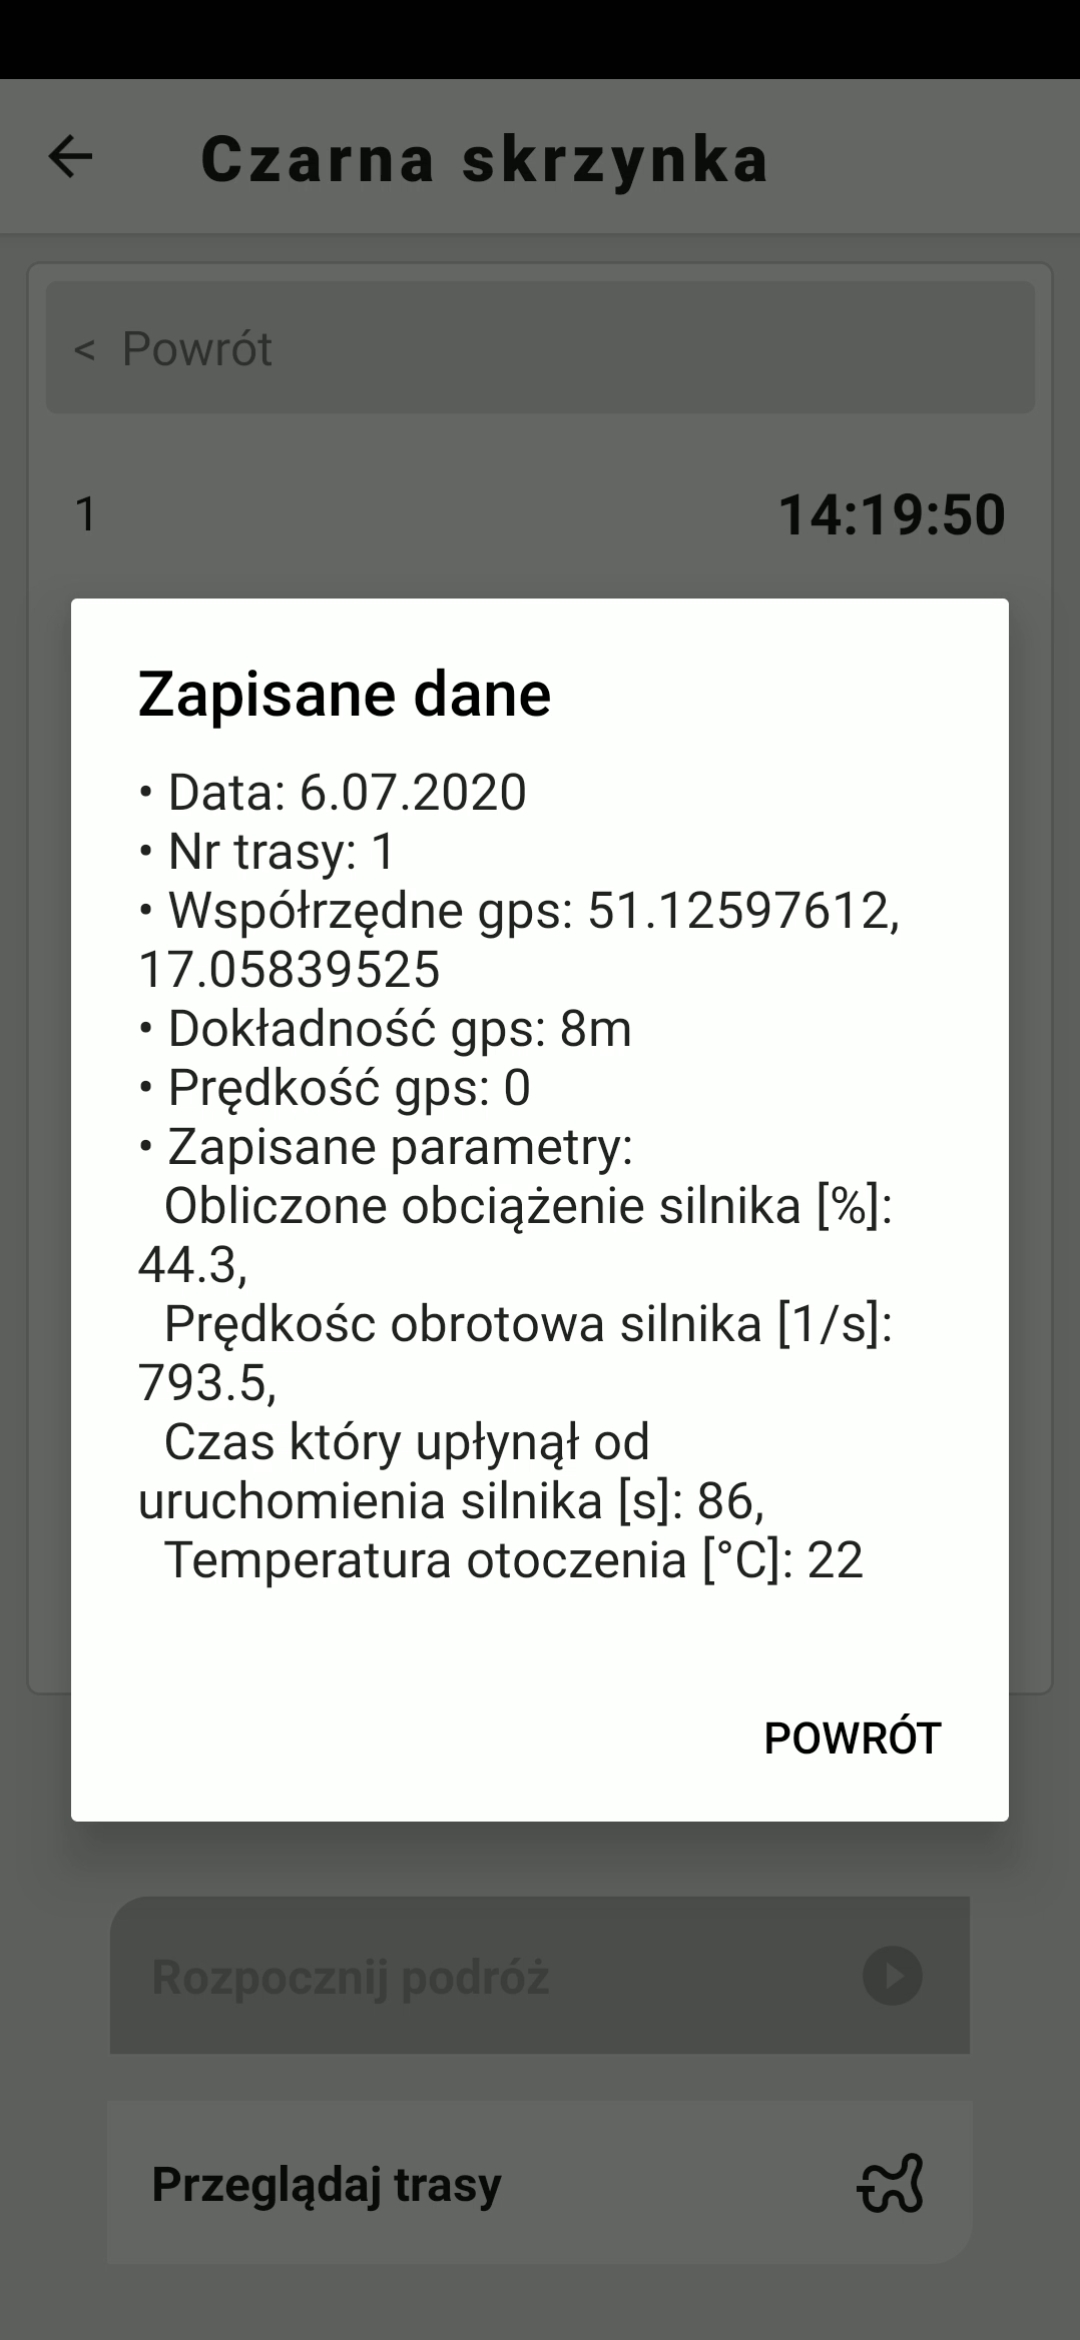 Czarna skrzynka
< Powrót
1 14:19:50
Zapisane dane
• Data: 6.07.2020
• Nr trasy: 1
• Współrzędne gps: 51.12597612,
17.05839525
• Dokładność gps: 8m
• Prędkość gps: 0
• Zapisane parametry:
Obliczone obciążenie silnika [%]:
44.3,
Prędkośc obrotowa silnika [1/s]:
793.5,
Czas który upłynął od
uruchomienia silnika [s]: 86,
Temperatura otoczenia [°C]: 22
POWRÓT
Rozpocznij podróż
Przeglądaj trasy